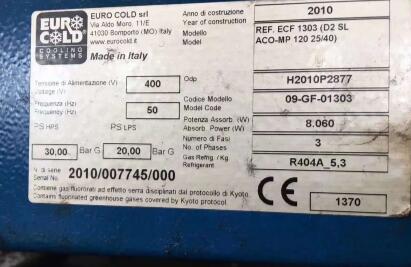 EURO COLD
COOLING SYSTEMS
EURO COLD srl
Via Aldo Moro, 11/E
41030 Bomporto (MO) Italy
www.eurocold.it
Made in Italy
Anno di costruzione
Year of construction
2010
Modello
Model
REF. ECF 1303 (D2 SL
ACO-MP 120 25/40)
Tensione di Alimentazione (V)
Voltage (V)
400
Odp
H2010P2877
Frequenza (Hz)
Frequency (Hz)
50
Codice Modello
Model Code
09-GF-01303
PS HPS
PS LPS
Potenza Assorb. (W)
Absorb. Power (W)
8.060
30,00 Bar G
20,00 Bar G
Numero di Fasi
No. of Phases
3
Gas Refrig. / Kg
Refrigerant
R404A_5,3
N. di serie
Serial No.
2010/007745/000
Contiene gas fluorurati ad effetto serra disciplinati dal protocollo di Kyoto.
Contains fluorinated greenhouse gases covered by Kyoto protocol.
CE
1370